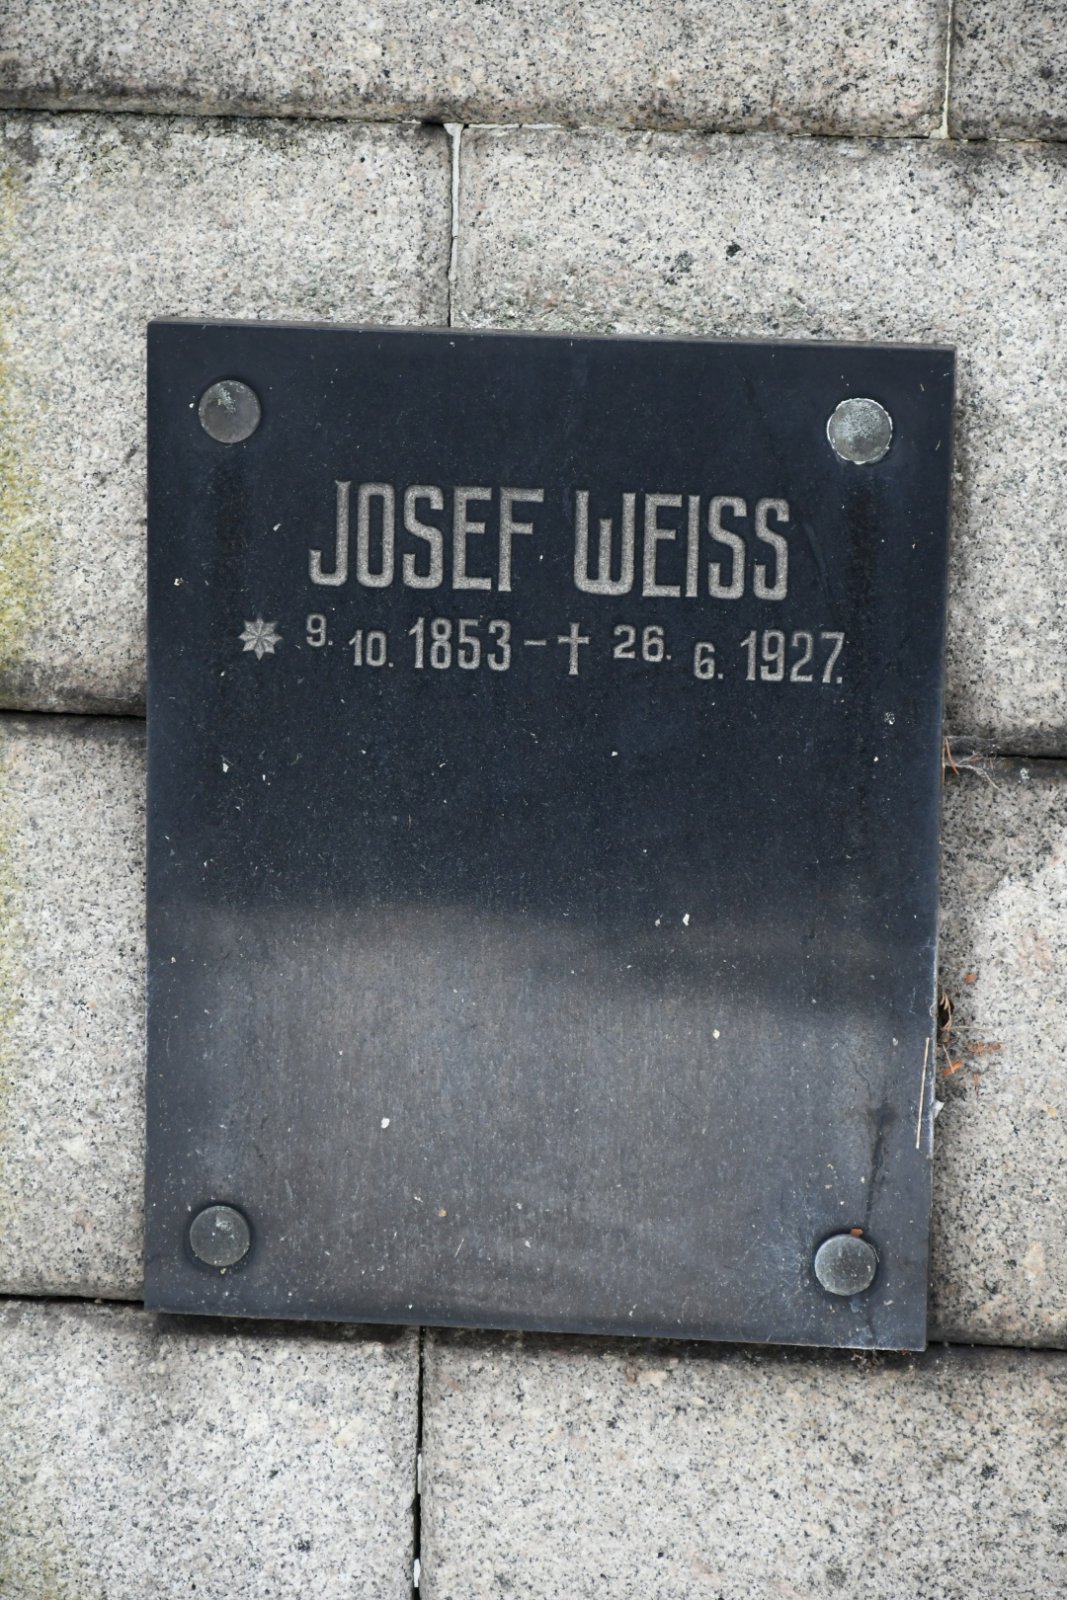 JOSEF WEISS
* 9. 10. 1853 – † 26. 6. 1927.